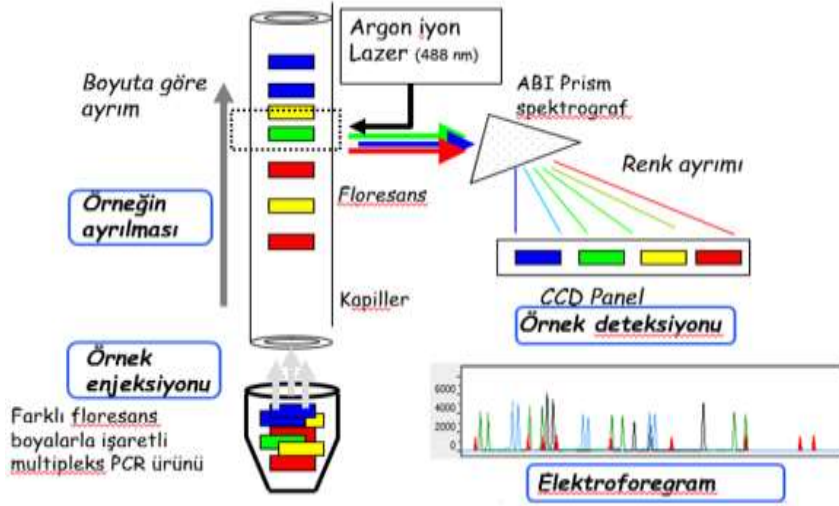 Argon iyon
Lazer (488 nm)
Boyuta göre
ayrım
ABI Prism
spektrograf
Renk ayrımı
Floresans
Örneğin
ayrılması
Kapiller
CCD Panel
Örnek deteksiyonu
Örnek
enjeksiyonu
Farklı floresans
boyalarla işaretli
multipleks PCR ürünü
6000
4000
2000
0
Elektroforegram